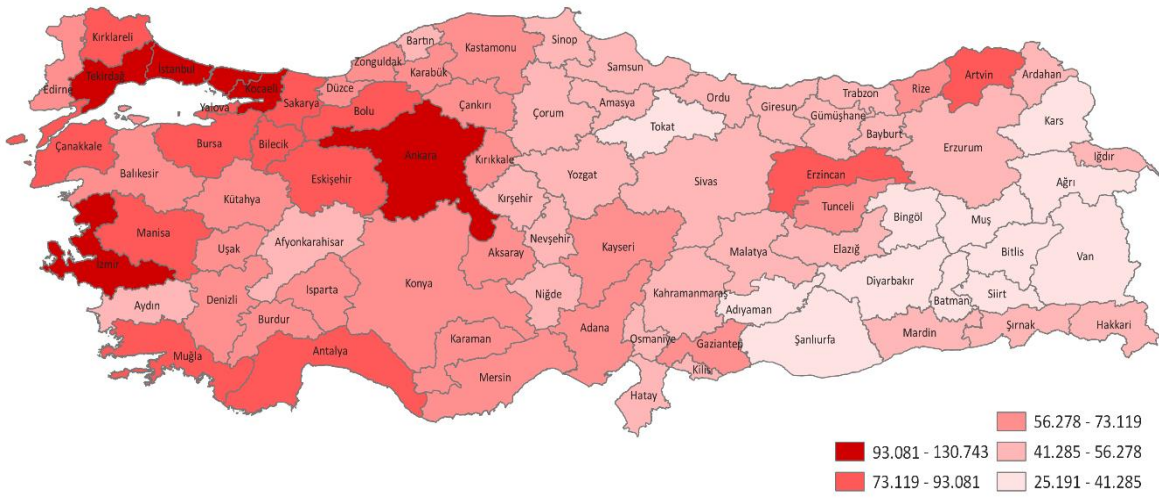 Kırklareli
Edirne
Tekirdağ
İstanbul
Kocaeli
Yalova
Sakarya
Düzce
Zonguldak
Bartın
Karabük
Kastamonu
Sinop
Samsun
Çankırı
Bolu
Çorum
Amasya
Tokat
Ordu
Giresun
Gümüşhane
Trabzon
Bayburt
Rize
Artvin
Ardahan
Kars
Iğdır
Erzurum
Ağrı
Çanakkale
Balıkesir
Bursa
Bilecik
Eskişehir
Ankara
Kırıkkale
Kırşehir
Yozgat
Sivas
Erzincan
Tunceli
Bingöl
Muş
Bitlis
Van
Kütahya
Manisa
İzmir
Uşak
Afyonkarahisar
Aydın
Denizli
Isparta
Burdur
Konya
Aksaray
Nevşehir
Niğde
Kayseri
Malatya
Elazığ
Diyarbakır
Batman
Siirt
Kahramanmaraş
Adıyaman
Şanlıurfa
Mardin
Şırnak
Hakkari
Muğla
Antalya
Karaman
Mersin
Adana
Osmaniye
Gaziantep
Kilis
Hatay
56.278 - 73.119
93.081 - 130.743
41.285 - 56.278
73.119 - 93.081
25.191 - 41.285